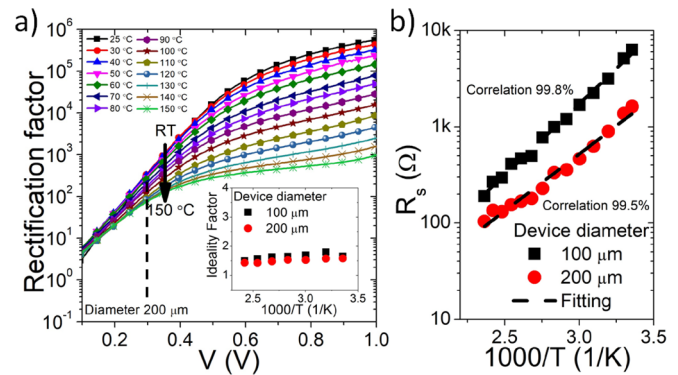 a)
Rectification factor
10^6
10^5
10^4
10^3
10^2
10^1
10^0
10^-1
25 °C
30 °C
40 °C
50 °C
60 °C
70 °C
80 °C
90 °C
100 °C
110 °C
120 °C
130 °C
140 °C
150 °C
RT
150 °C
Diameter 200 μm
0.2 0.4 0.6 0.8 1.0
V (V)
Ideality Factor
4
3
2
1
Device diameter
100 μm
200 μm
2.5 3.0 3.5
1000/T (1/K)
b)
R_s (Ω)
10k
1k
100
10
Correlation 99.8%
Correlation 99.5%
Device diameter
100 μm
200 μm
Fitting
2.5 3.0 3.5
1000/T (1/K)